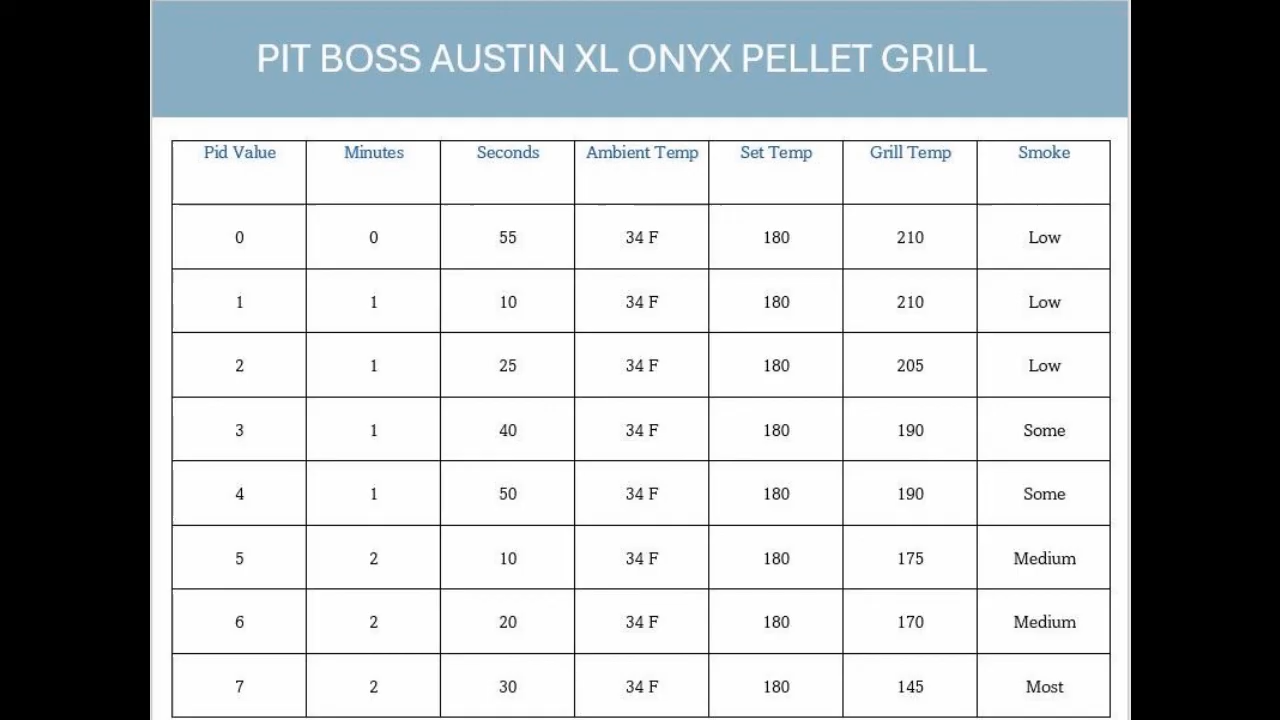 PIT BOSS AUSTIN XL ONYX PELLET GRILL
Pid Value Minutes Seconds Ambient Temp Set Temp Grill Temp Smoke
0 0 55 34 F 180 210 Low
1 1 10 34 F 180 210 Low
2 1 25 34 F 180 205 Low
3 1 40 34 F 180 190 Some
4 1 50 34 F 180 190 Some
5 2 10 34 F 180 175 Medium
6 2 20 34 F 180 170 Medium
7 2 30 34 F 180 145 Most